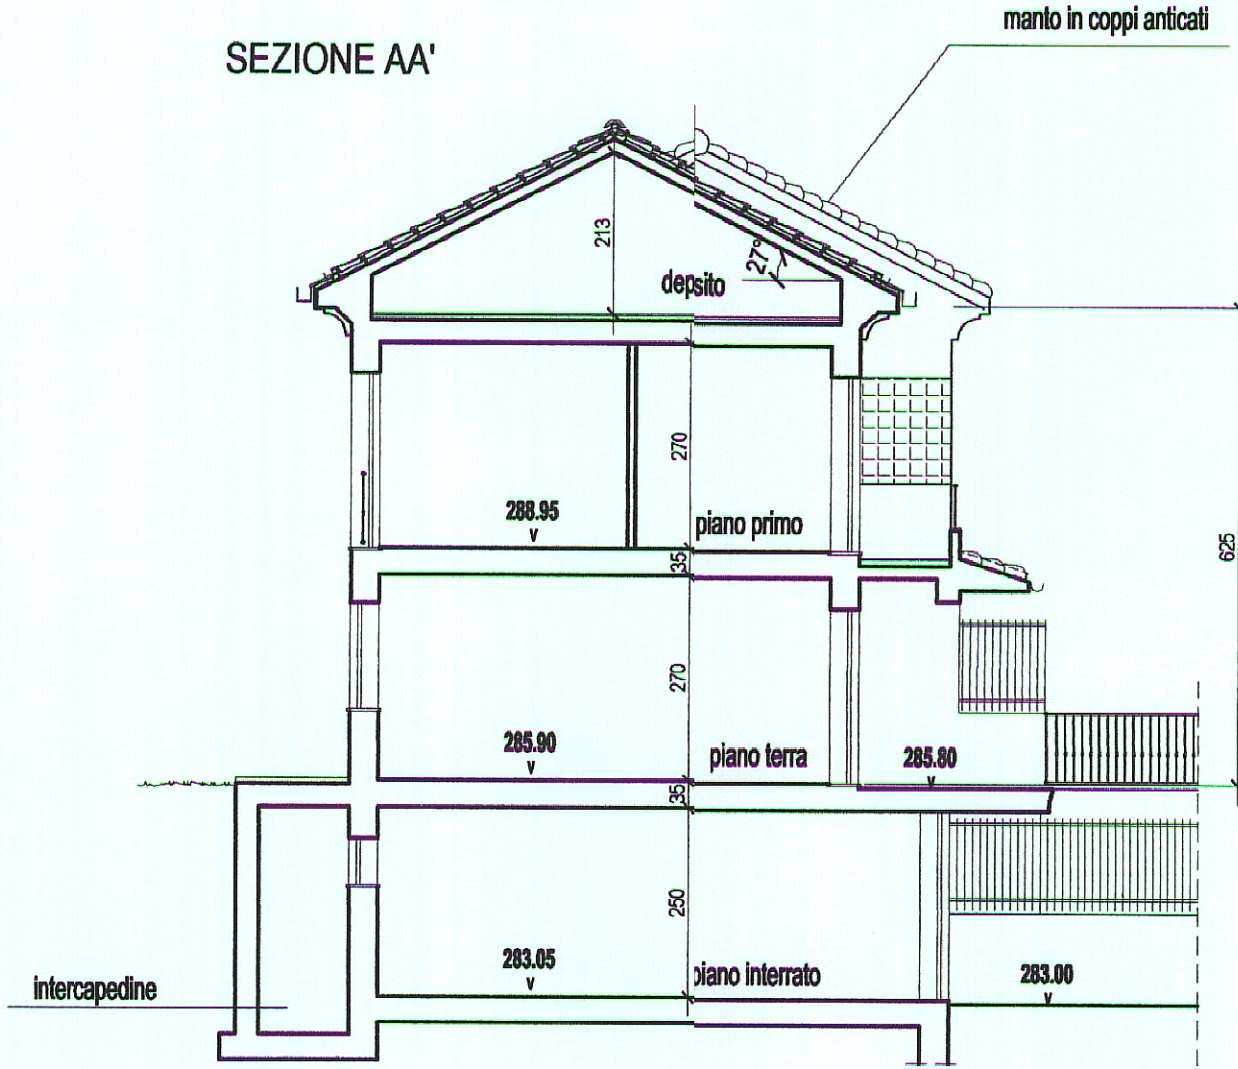 manto in coppi anticati
SEZIONE AA'
213
27°
depsito
270
288.95
piano primo
35
625
270
285.90
piano terra
285.80
35
250
283.05
piano interrato
283.00
intercapedine